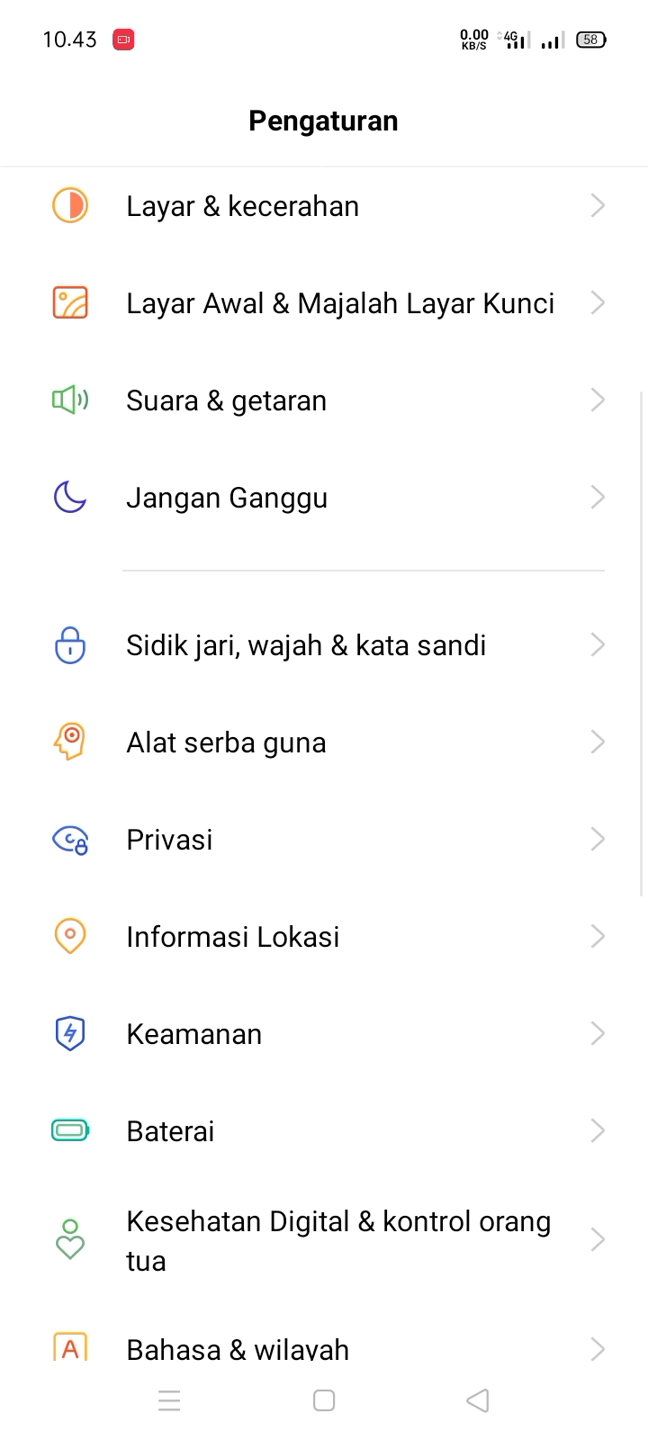 10.43
0.00
KB/S
4G
58
Pengaturan
Layar & kecerahan
Layar Awal & Majalah Layar Kunci
Suara & getaran
Jangan Ganggu
Sidik jari, wajah & kata sandi
Alat serba guna
Privasi
Informasi Lokasi
Keamanan
Baterai
Kesehatan Digital & kontrol orang
tua
A
Bahasa & wilayah